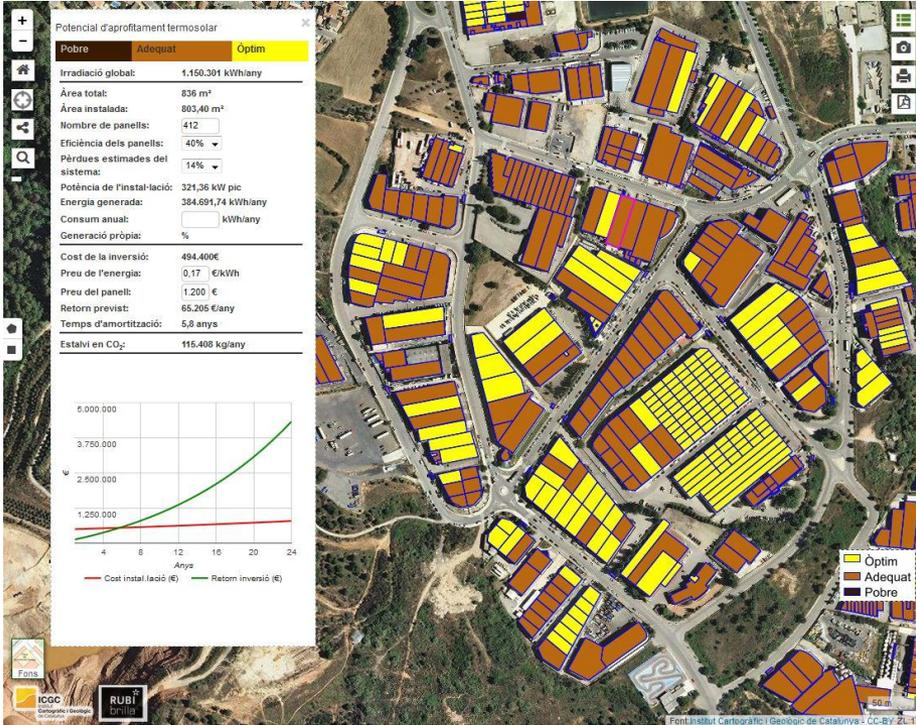 Potencial d'aprofitament termosolar
Pobre Adequat Òptim
Irradiació global: 1.150.301 kWh/any
Àrea total: 836 m²
Àrea instalada: 803,40 m²
Nombre de panells: 412
Eficiència dels panells: 40%
Pèrdues estimades del
sistema: 14%
Potència de l'instal·lació: 321,36 kW pic
Energia generada: 384.691,74 kWh/any
Consum anual: kWh/any
Generació pròpia: %
Cost de la inversió: 494.400€
Preu de l'energia: 0,17 €/kWh
Preu del panell: 1.200 €
Retorn previst: 65.205 €/any
Temps d'amortització: 5,8 anys
Estalvi en CO₂: 115.408 kg/any
5.000.000
3.750.000
€
2.500.000
1.250.000
4 8 12 16 20 24
Anys
Cost instal.lació (€) Retorn inversió (€)
Òptim
Adequat
Pobre
Fons
ICGC
Institut
Cartogràfic i Geològic
de Catalunya
RUBÍ
brilla
50 m
Font:Institut Cartogràfic i Geològic de Catalunya - CC-BY